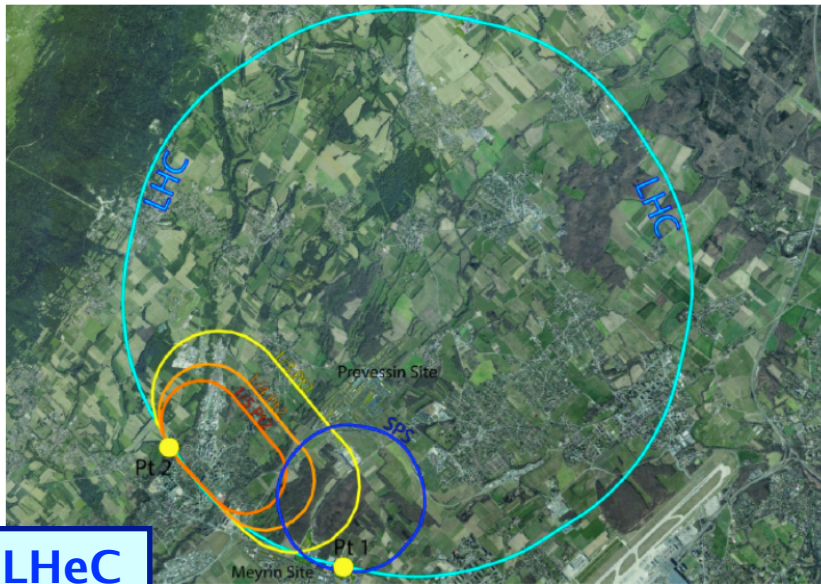 LHC
LHC
Prevessin Site
SPS
Pt 2
Pt 1
Meyrin Site
LHeC